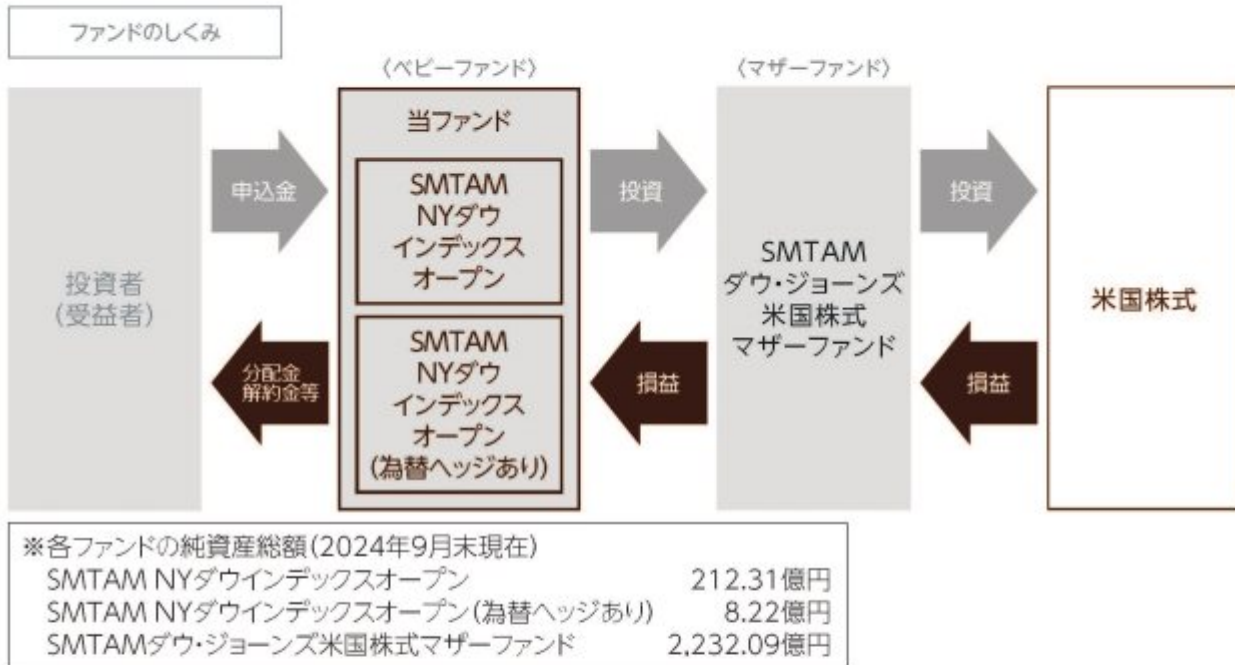 ファンドのしくみ
〈ベビーファンド〉
〈マザーファンド〉
投資者
(受益者)
申込金
分配金
解約金等
当ファンド
SMTAM
NYダウ
インデックス
オープン
SMTAM
NYダウ
インデックス
オープン
(為替ヘッジあり)
投資
損益
SMTAM
ダウ・ジョーンズ
米国株式
マザーファンド
投資
損益
米国株式
※各ファンドの純資産総額(2024年9月末現在)
SMTAM NYダウインデックスオープン 212.31億円
SMTAM NYダウインデックスオープン(為替ヘッジあり) 8.22億円
SMTAMダウ・ジョーンズ米国株式マザーファンド 2,232.09億円